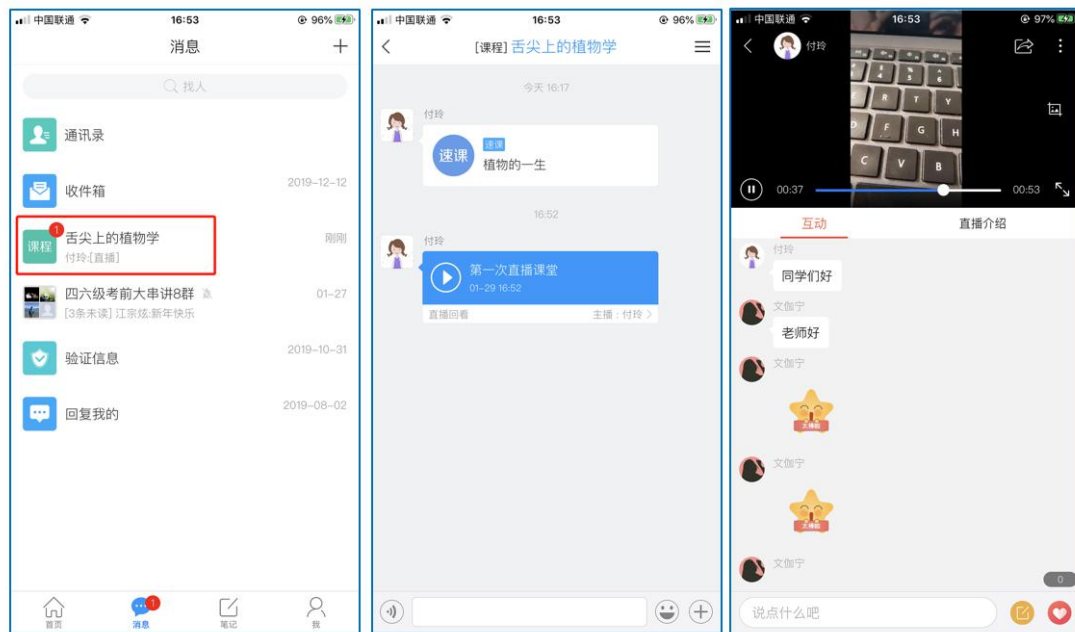 中国联通
16:53
96%
消息
找人
通讯录
收件箱
2019-12-12
课程
1
舌尖上的植物学
刚刚
付玲:[直播]
四六级考前大串讲8群
01-27
[3条未读] 江宗炫:新年快乐
验证信息
2019-10-31
回复我的
2019-08-02
1
首页
消息
笔记
我
中国联通
16:53
96%
[课程] 舌尖上的植物学
今天 16:17
付玲
速课
速课
植物的一生
16:52
付玲
第一次直播课堂
01-29 16:52
直播回看
主播：付玲
中国联通
16:53
97%
付玲
R
T
Y
F
G
H
C
V
B
00:37
00:53
互动
直播介绍
付玲
同学们好
文伽宁
老师好
文伽宁
太棒啦
文伽宁
太棒啦
文伽宁
0
说点什么吧